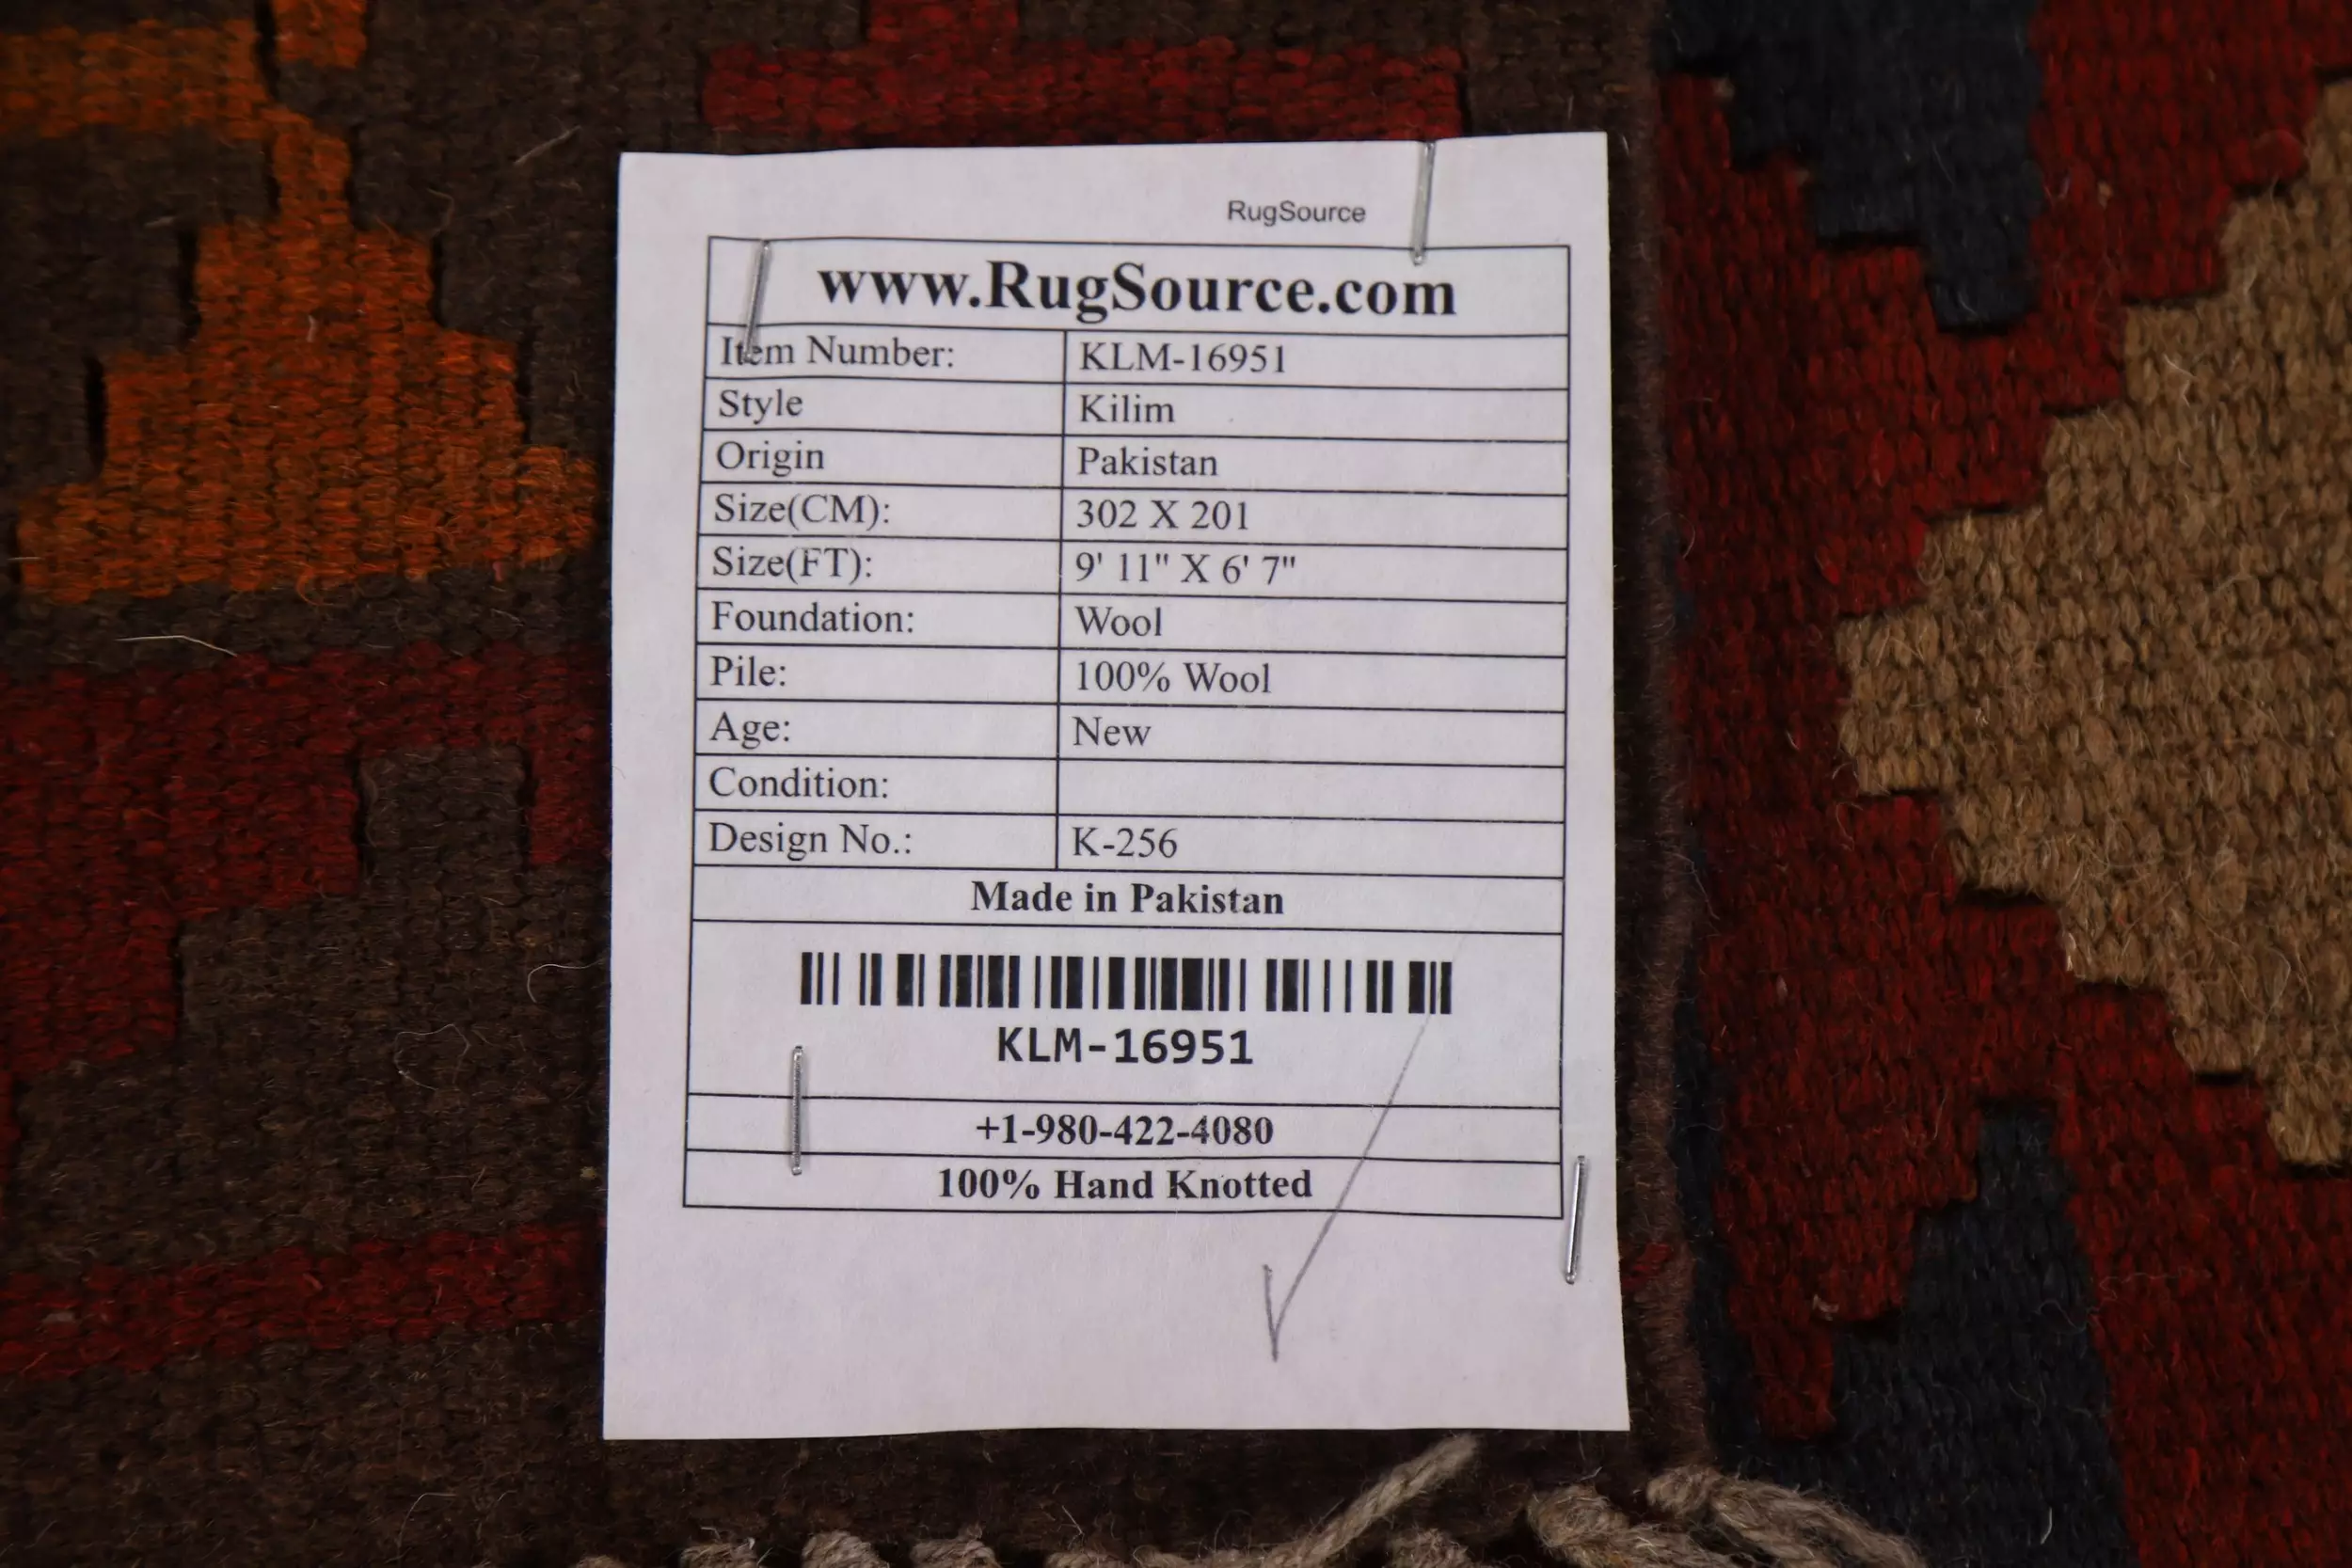 RugSource
www.RugSource.com
Item Number: KLM-16951
Style Kilim
Origin Pakistan
Size(CM): 302 X 201
Size(FT): 9' 11" X 6' 7"
Foundation: Wool
Pile: 100% Wool
Age: New
Condition:
Design No.: K-256
Made in Pakistan
KLM-16951
+1-980-422-4080
100% Hand Knotted